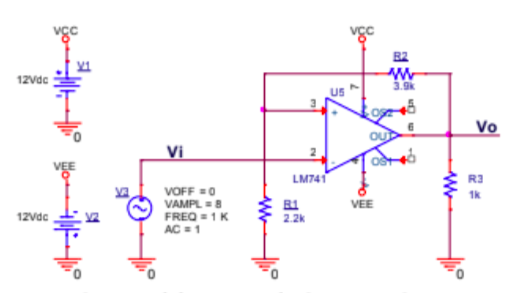 VCC
V1
12Vdc
0
VEE
V2
12Vdc
0
Vi
V3
VOFF = 0
VAMPL = 8
FREQ = 1 K
AC = 1
0
VCC
R2
3.9k
U5
7
3
+
OS2
5
OUT
6
Vo
2
-
OS1
1
4
LM741
VEE
R1
2.2k
0
R3
1k
0